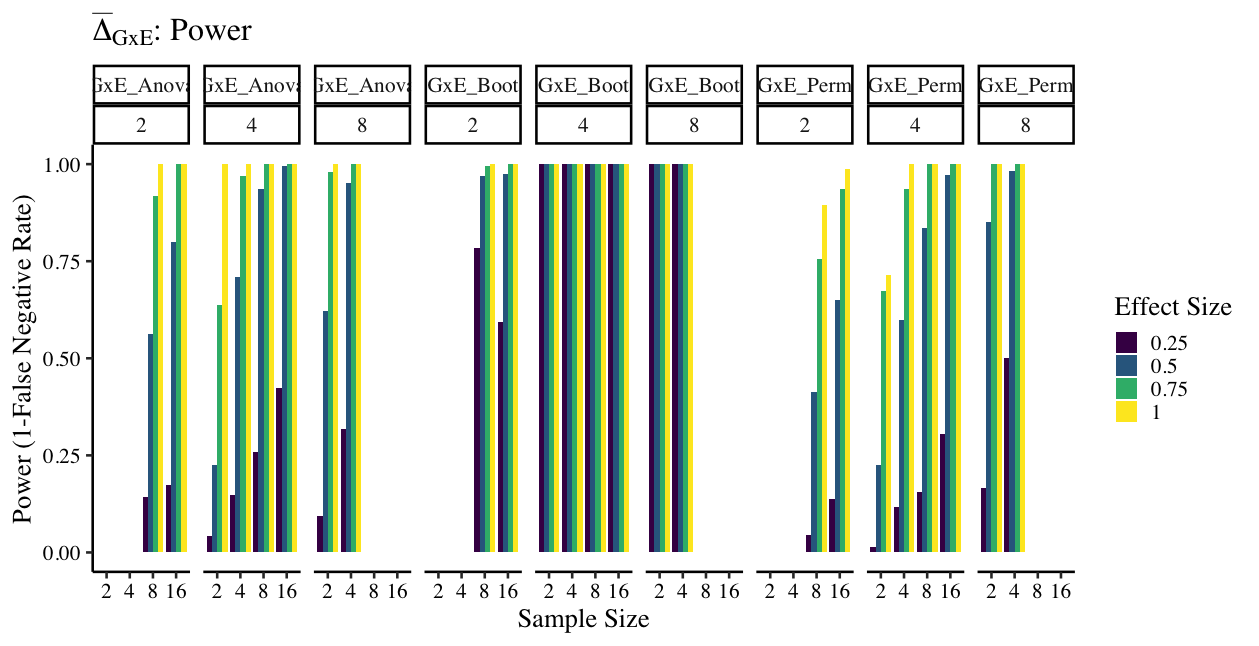 Δ̅GxE: Power
GxE_Anova GxE_Anova GxE_Anova GxE_Boot GxE_Boot GxE_Boot GxE_Perm GxE_Perm GxE_Perm
2 4 8 2 4 8 2 4 8
Power (1-False Negative Rate)
1.00
0.75
0.50
0.25
0.00
2 4 8 16 2 4 8 16 2 4 8 16 2 4 8 16 2 4 8 16 2 4 8 16 2 4 8 16 2 4 8 16 2 4 8 16
Sample Size
Effect Size
0.25
0.5
0.75
1